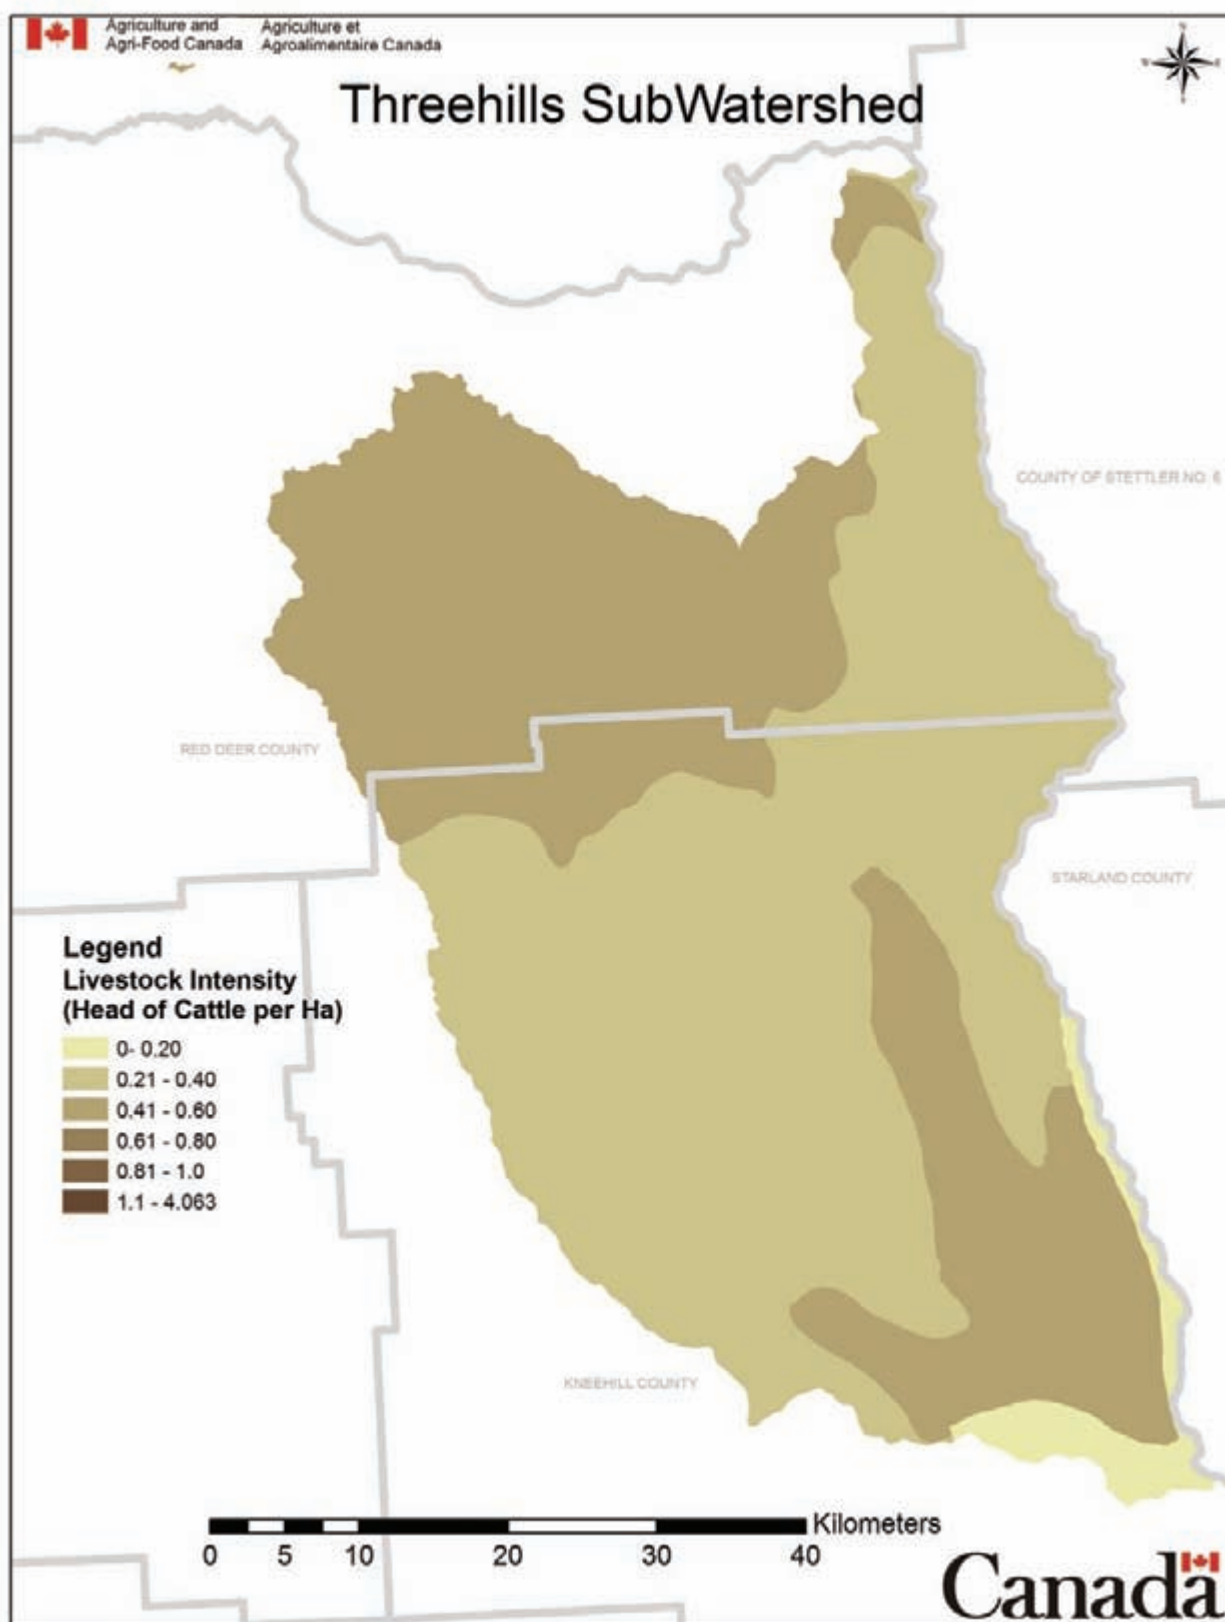 Agriculture and Agriculture et
Agri-Food Canada Agroalimentaire Canada
Threehills SubWatershed
COUNTY OF STETTLER NO. 6
RED DEER COUNTY
STARLAND COUNTY
Legend
Livestock Intensity
(Head of Cattle per Ha)
0- 0.20
0.21 - 0.40
0.41 - 0.60
0.61 - 0.80
0.81 - 1.0
1.1 - 4.063
KNEEHILL COUNTY
Kilometers
0 5 10 20 30 40
Canada